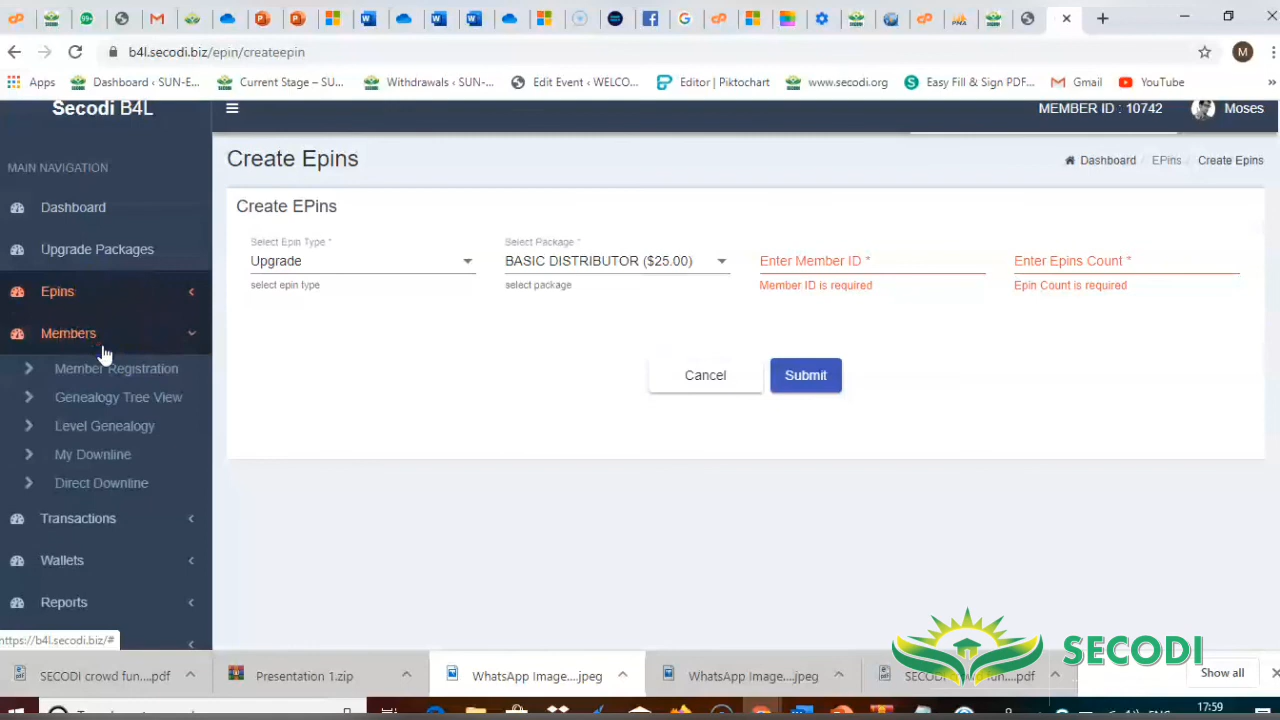 b4l.secodi.biz/epin/createepin
M
Apps
Dashboard ‹ SUN-E...
Current Stage – SU...
Withdrawals ‹ SUN-...
Edit Event ‹ WELCO...
Editor | Piktochart
www.secodi.org
Easy Fill & Sign PDF...
Gmail
YouTube
»
Secodi B4L
MEMBER ID : 10742
Moses
MAIN NAVIGATION
Dashboard
Upgrade Packages
Epins
Members
Member Registration
Genealogy Tree View
Level Genealogy
My Downline
Direct Downline
Transactions
Wallets
Reports
Create Epins
Dashboard / EPins / Create Epins
Create EPins
Select Epin Type *
Upgrade
select epin type
Select Package *
BASIC DISTRIBUTOR ($25.00)
select package
Enter Member ID *
Member ID is required
Enter Epins Count *
Epin Count is required
Cancel
Submit
https://b4l.secodi.biz/#
SECODI
SECODI crowd fun....pdf
Presentation 1.zip
WhatsApp Image....jpeg
WhatsApp Image....jpeg
SECODI crowd fun....pdf
Show all
ENG
17:59